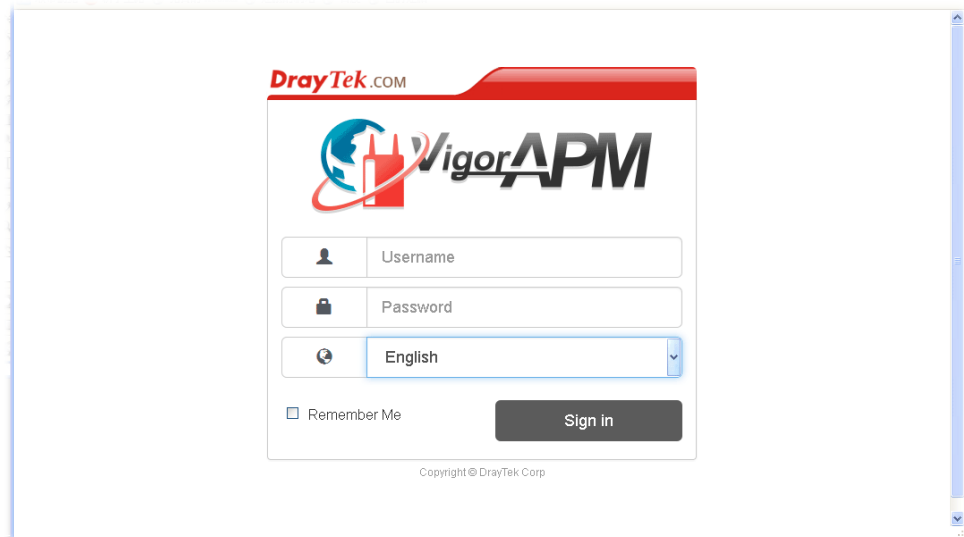 DrayTek.COM
VigorAPM
Username
Password
English
Remember Me
Sign in
Copyright © DrayTek Corp